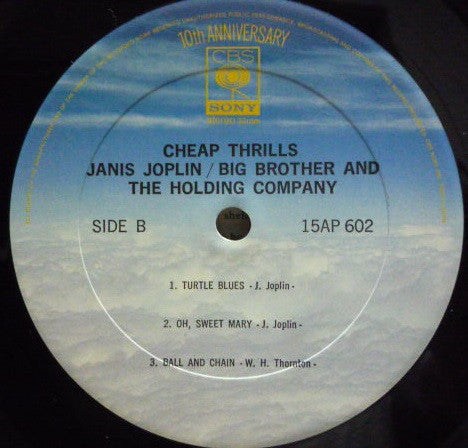 10th ANNIVERSARY
CBS
SONY
CHEAP THRILLS
JANIS JOPLIN / BIG BROTHER AND
THE HOLDING COMPANY
SIDE B
15AP 602
1. TURTLE BLUES - J. Joplin -
2. OH, SWEET MARY - J. Joplin -
3. BALL AND CHAIN - W. H. Thornton -